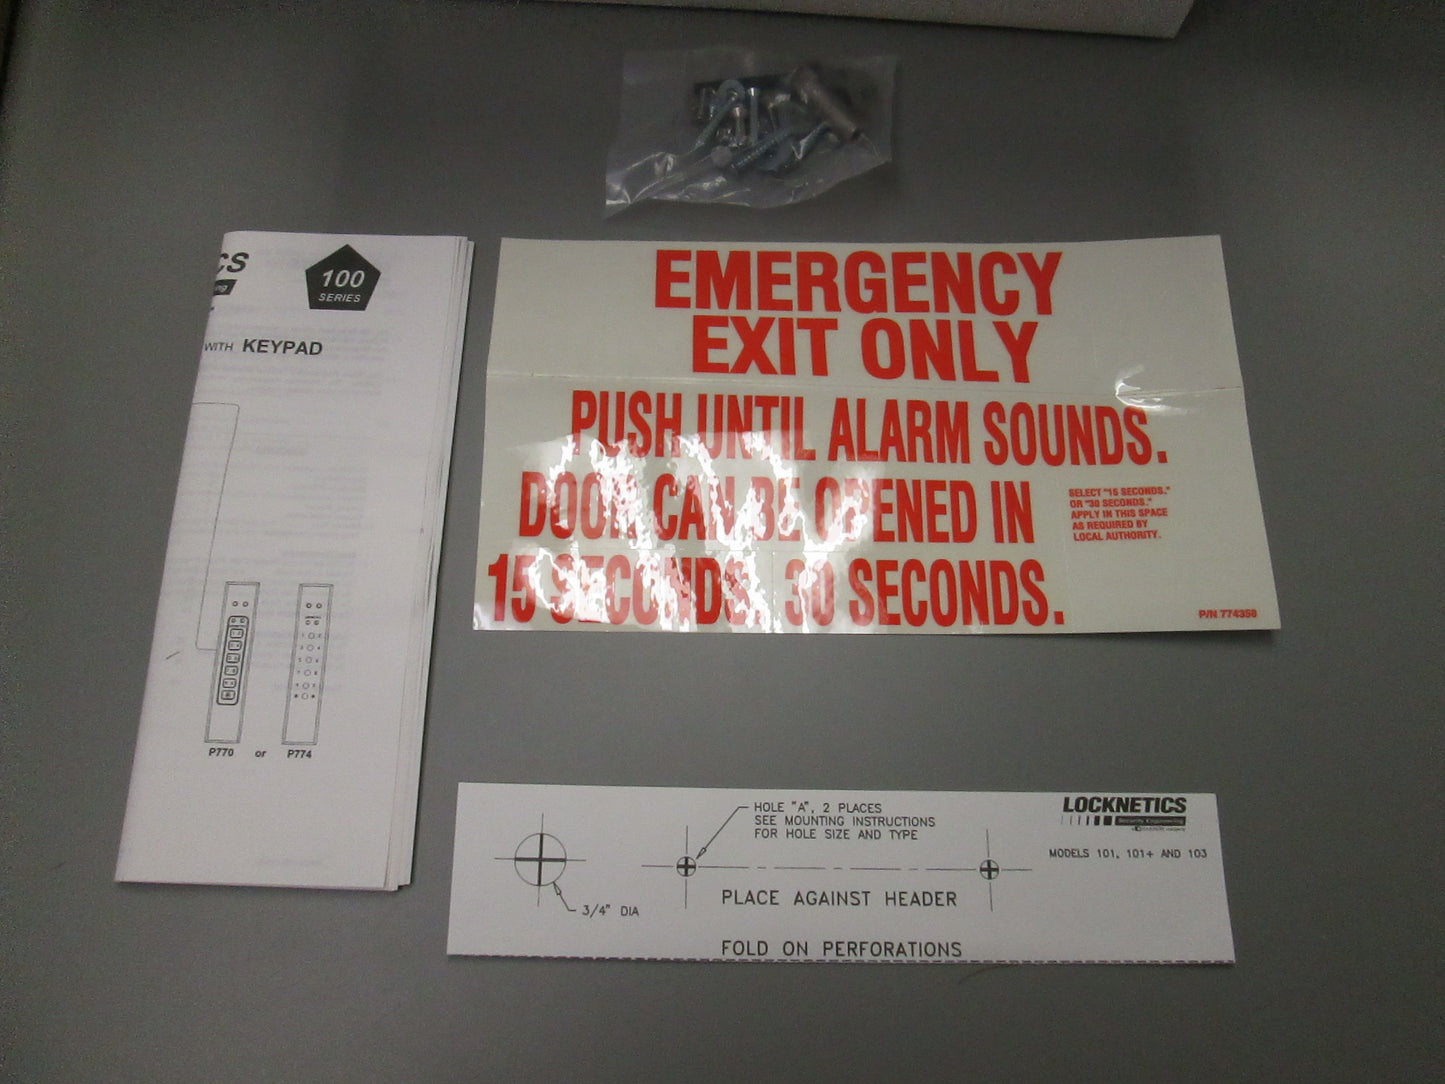 CS
ng
100
SERIES
WITH KEYPAD
P770 or P774
EMERGENCY
EXIT ONLY
PUSH UNTIL ALARM SOUNDS.
DOOR CAN BE OPENED IN
15 SECONDS. 30 SECONDS.
SELECT "15 SECONDS."
OR "30 SECONDS."
APPLY IN THIS SPACE
AS REQUIRED BY
LOCAL AUTHORITY.
P/N 774358
HOLE "A", 2 PLACES
SEE MOUNTING INSTRUCTIONS
FOR HOLE SIZE AND TYPE
3/4" DIA
PLACE AGAINST HEADER
FOLD ON PERFORATIONS
LOCKNETICS
Security Engineering
MODELS 101, 101+ AND 103